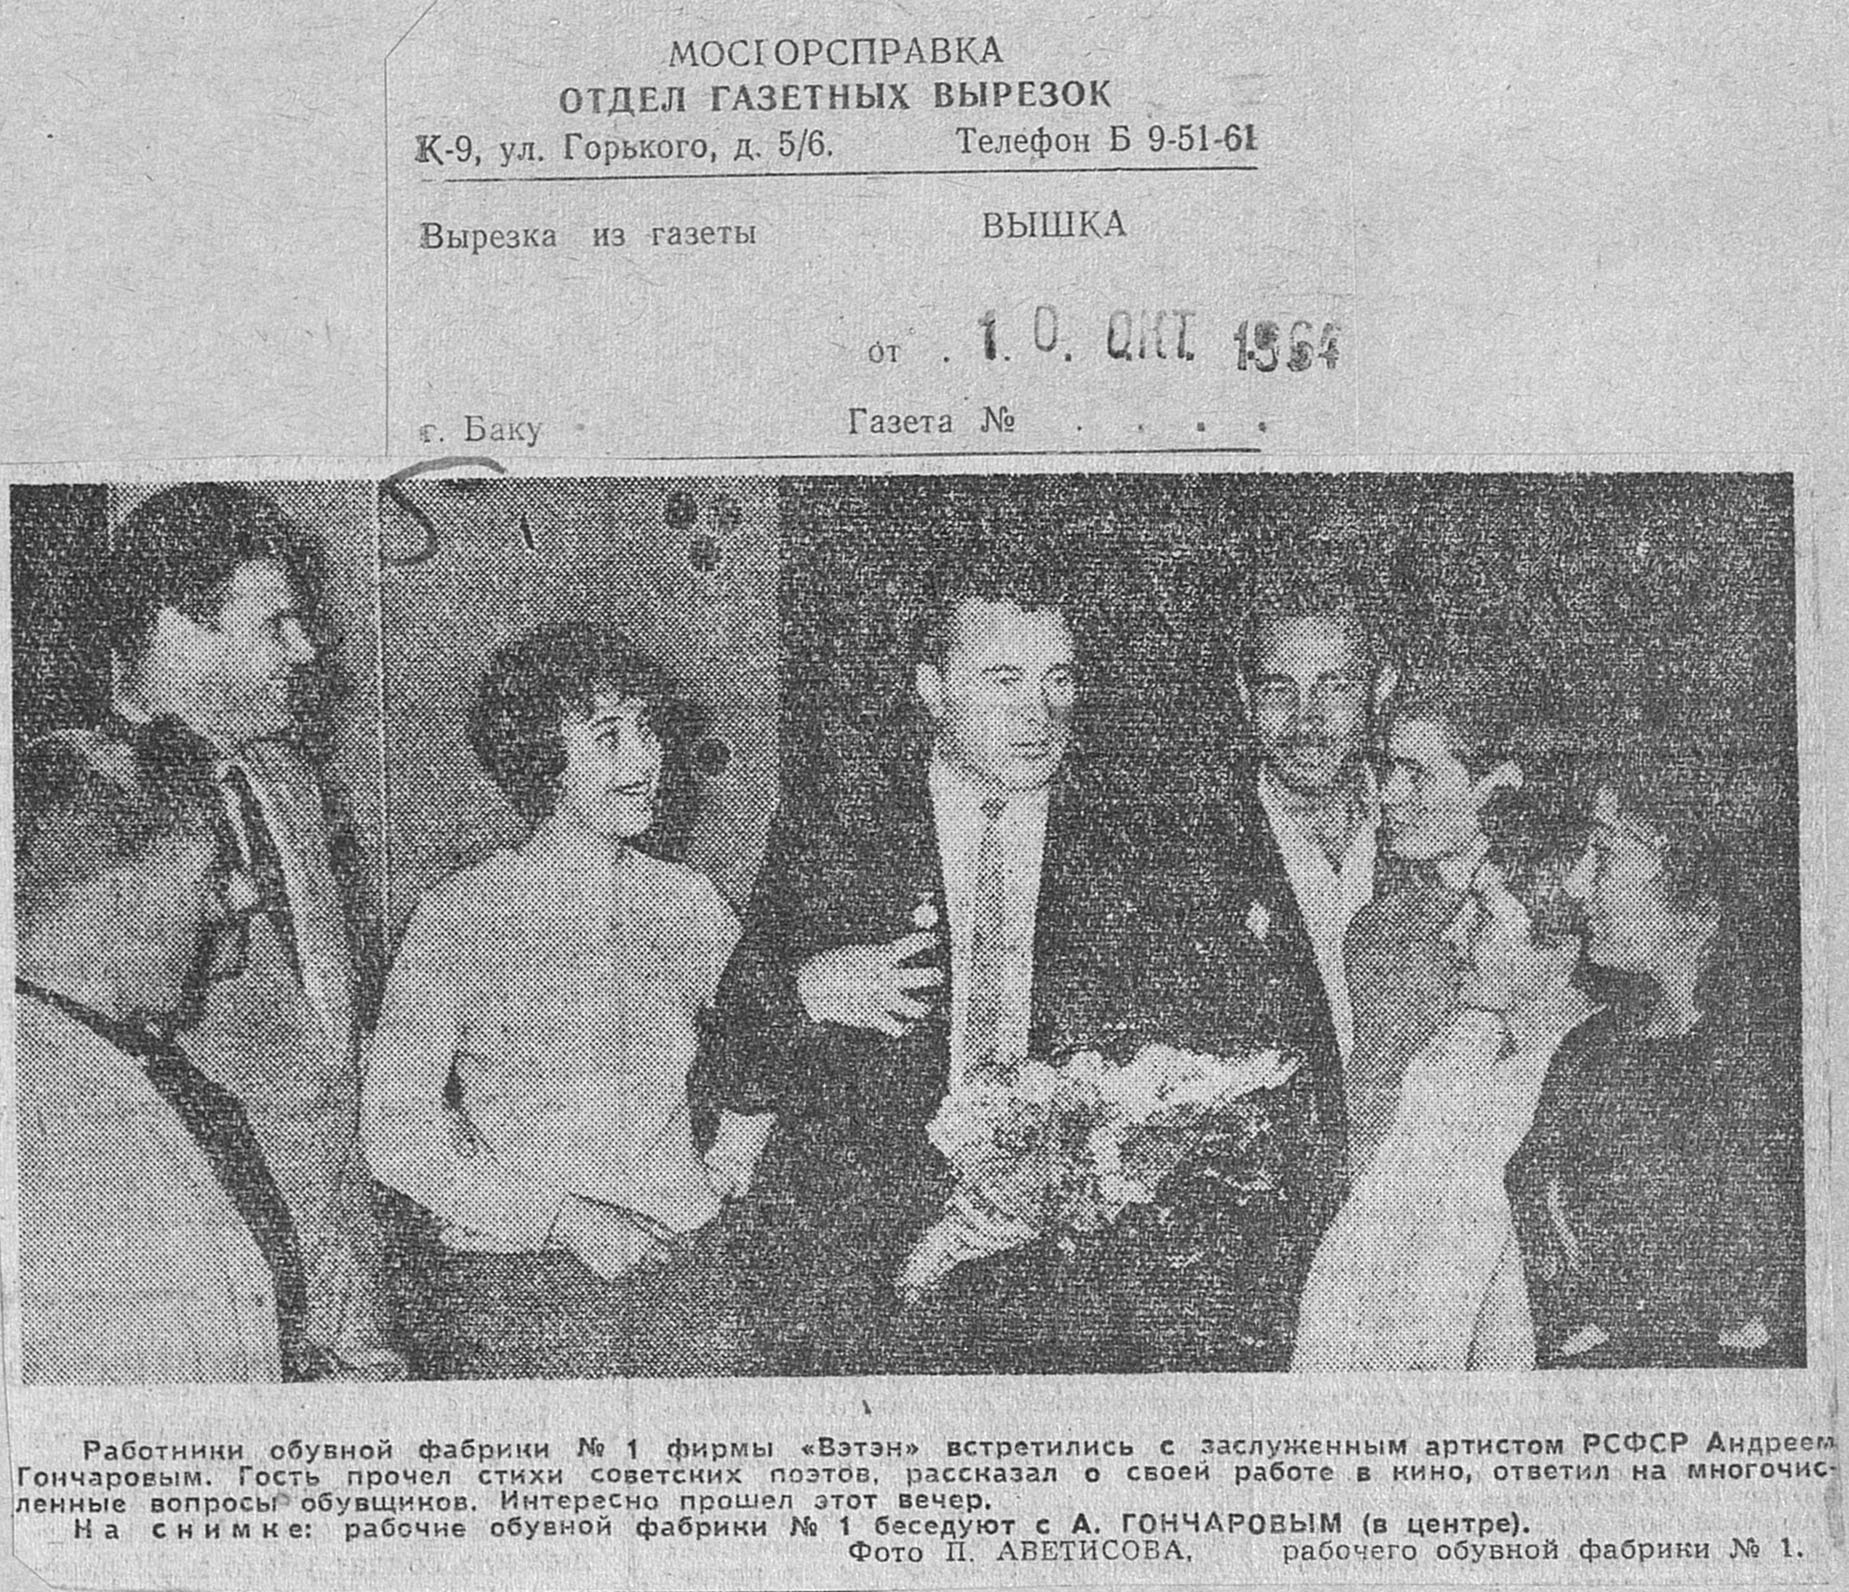 МОСГОРСПРАВКА
ОТДЕЛ ГАЗЕТНЫХ ВЫРЕЗОК
К-9, ул. Горького, д. 5/6. Телефон Б 9-51-61
Вырезка из газеты ВЫШКА
от . 10. ОКТ. 1964
г. Баку Газета № . . . .
Работники обувной фабрики № 1 фирмы «Вэтэн» встретились с заслуженным артистом РСФСР Андреем
Гончаровым. Гость прочел стихи советских поэтов, рассказал о своей работе в кино, ответил на многочис-
ленные вопросы обувщиков. Интересно прошел этот вечер.
На снимке: рабочие обувной фабрики № 1 беседуют с А. ГОНЧАРОВЫМ (в центре).
Фото П. АВЕТИСОВА, рабочего обувной фабрики № 1.